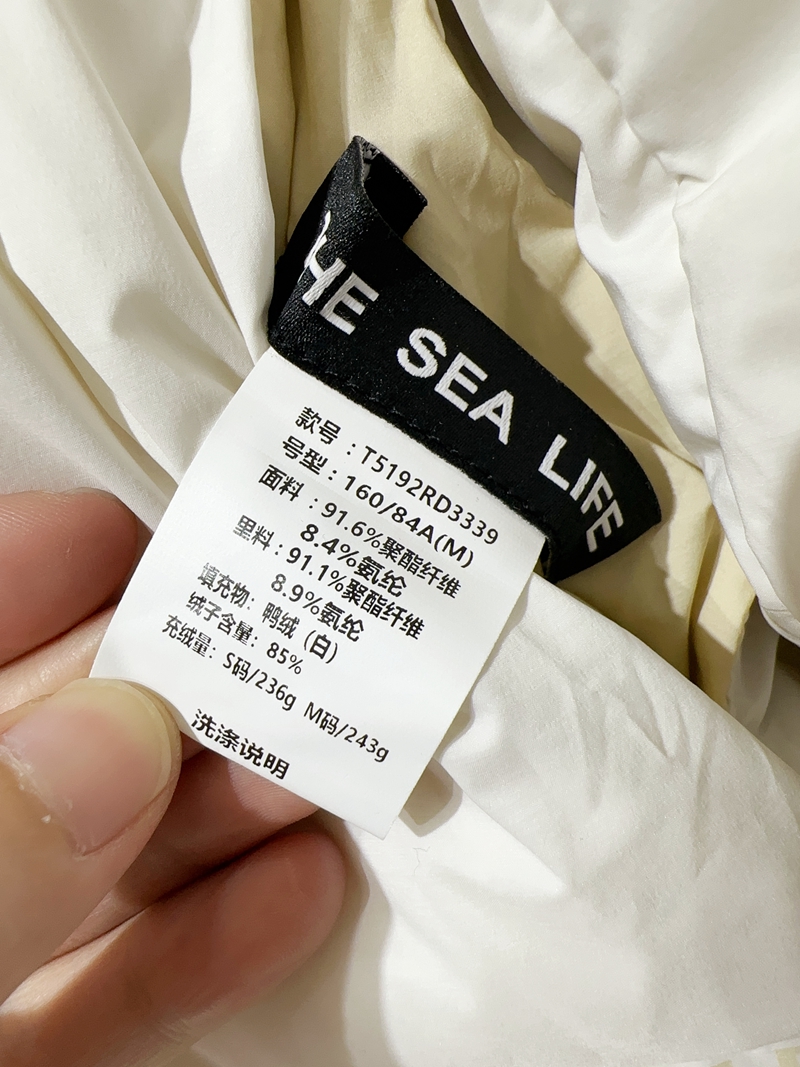 THE SEA LIFE
款号：T5192RD3339
号型：160/84A(M)
面料：91.6%聚酯纤维
8.4%氨纶
里料：91.1%聚酯纤维
8.9%氨纶
填充物：鸭绒（白）
绒子含量：85%
充绒量：S码/236g M码/243g
洗涤说明